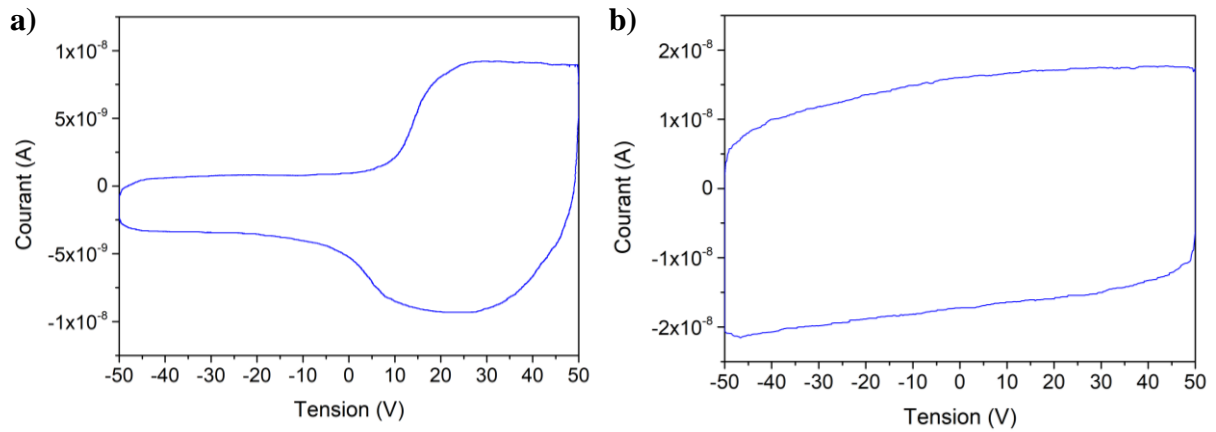 a)
1x10⁻⁸
5x10⁻⁹
0
-5x10⁻⁹
-1x10⁻⁸
Courant (A)
-50 -40 -30 -20 -10 0 10 20 30 40 50
Tension (V)
b)
2x10⁻⁸
1x10⁻⁸
0
-1x10⁻⁸
-2x10⁻⁸
Courant (A)
-50 -40 -30 -20 -10 0 10 20 30 40 50
Tension (V)